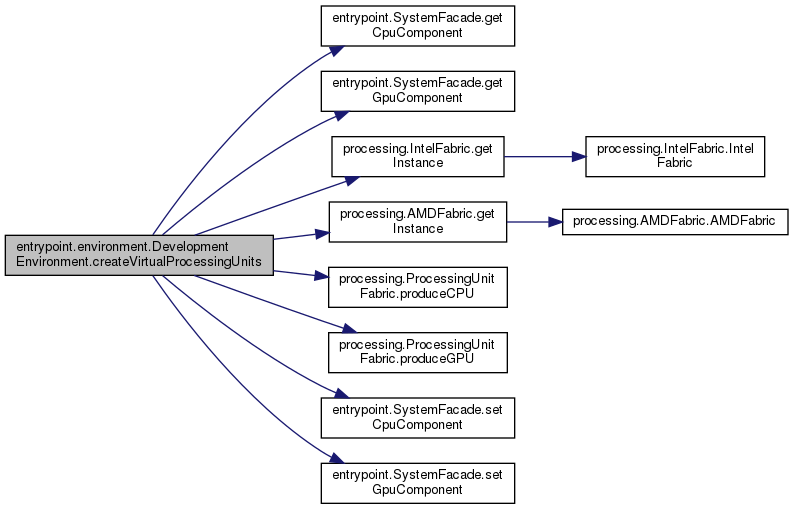 entrypoint.SystemFacade.get
CpuComponent
entrypoint.SystemFacade.get
GpuComponent
processing.IntelFabric.get
Instance
processing.IntelFabric.Intel
Fabric
processing.AMDFabric.get
Instance
processing.AMDFabric.AMDFabric
entrypoint.environment.Development
Environment.createVirtualProcessingUnits
processing.ProcessingUnit
Fabric.produceCPU
processing.ProcessingUnit
Fabric.produceGPU
entrypoint.SystemFacade.set
CpuComponent
entrypoint.SystemFacade.set
GpuComponent